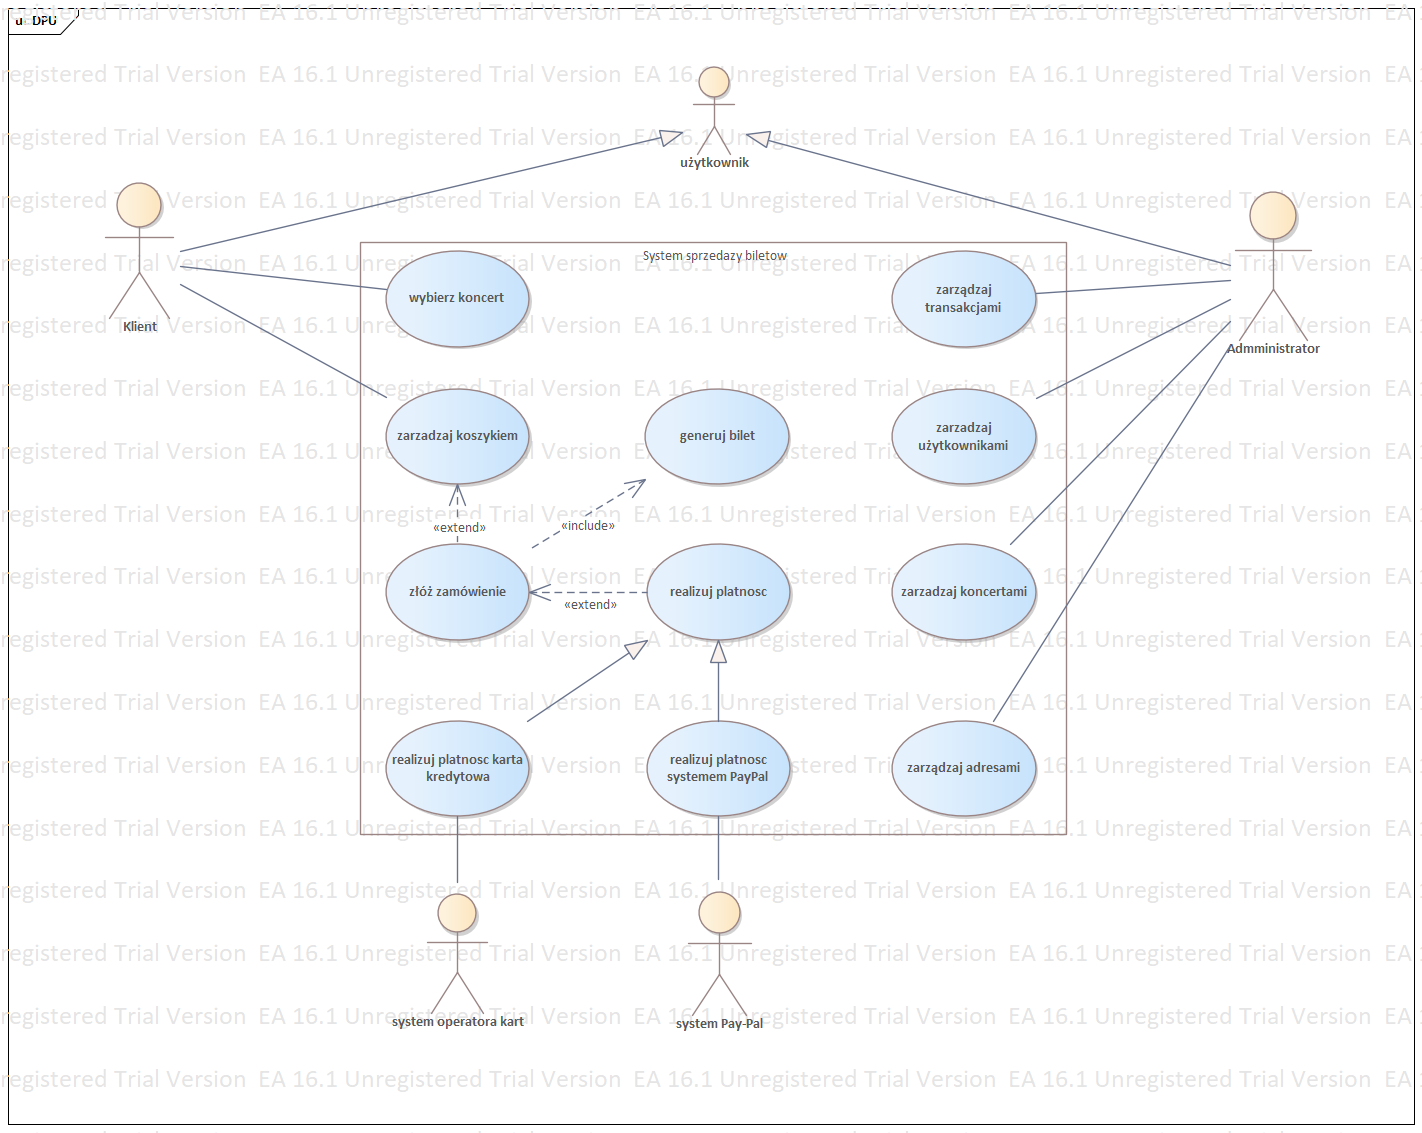 uc DPU
użytkownik
Klient
Admministrator
System sprzedazy biletow
wybierz koncert
zarządzaj
transakcjami
zarzadzaj koszykiem
generuj bilet
zarzadzaj
użytkownikami
«extend»
«include»
złóż zamówienie
realizuj platnosc
zarzadzaj koncertami
«extend»
realizuj platnosc karta
kredytowa
realizuj platnosc
systemem PayPal
zarządzaj adresami
system operatora kart
system Pay-Pal
EA 16.1 Unregistered Trial Version